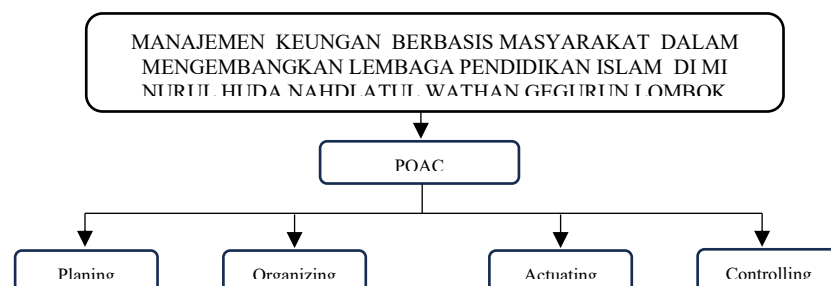 MANAJEMEN KEUNGAN BERBASIS MASYARAKAT DALAM
MENGEMBANGKAN LEMBAGA PENDIDIKAN ISLAM DI MI
NURUL HUDA NAHDLATUL WATHAN GEGURUN LOMBOK
POAC
Planing
Organizing
Actuating
Controlling